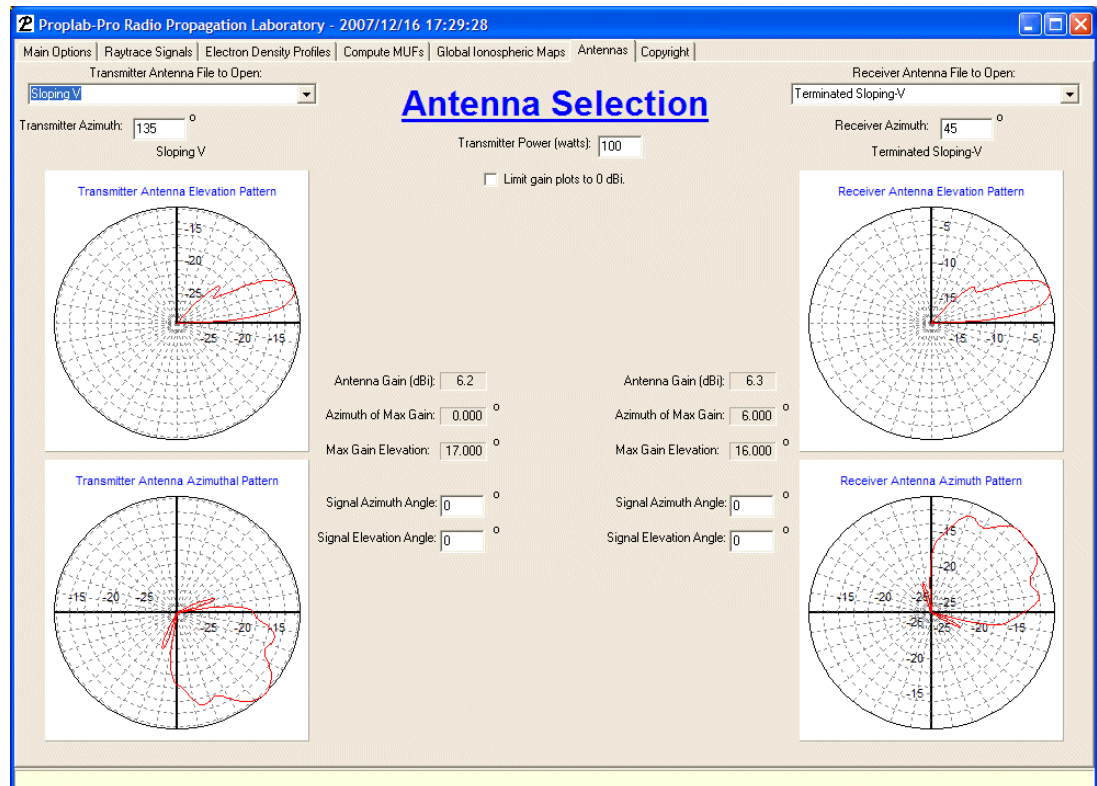 Proplab-Pro Radio Propagation Laboratory - 2007/12/16 17:29:28
Main Options Raytrace Signals Electron Density Profiles Compute MUFs Global Ionospheric Maps Antennas Copyright
Transmitter Antenna File to Open:
Sloping V
Transmitter Azimuth: 135 °
Sloping V
Antenna Selection
Transmitter Power (watts): 100
Limit gain plots to 0 dBi.
Receiver Antenna File to Open:
Terminated Sloping-V
Receiver Azimuth: 45 °
Terminated Sloping-V
Transmitter Antenna Elevation Pattern
-15
-20
-25
-25 -20 -15
Receiver Antenna Elevation Pattern
-5
-10
-15
-15 -10 -5
Antenna Gain (dBi): 6.2
Azimuth of Max Gain: 0.000 °
Max Gain Elevation: 17.000 °
Signal Azimuth Angle: 0 °
Signal Elevation Angle: 0 °
Antenna Gain (dBi): 6.3
Azimuth of Max Gain: 6.000 °
Max Gain Elevation: 16.000 °
Signal Azimuth Angle: 0 °
Signal Elevation Angle: 0 °
Transmitter Antenna Azimuthal Pattern
-15 -20 -25
-25 -20 -15
Receiver Antenna Azimuth Pattern
-15
-20
-15 -20 -25 -25
-25 -25 -20 -15
-20
-15